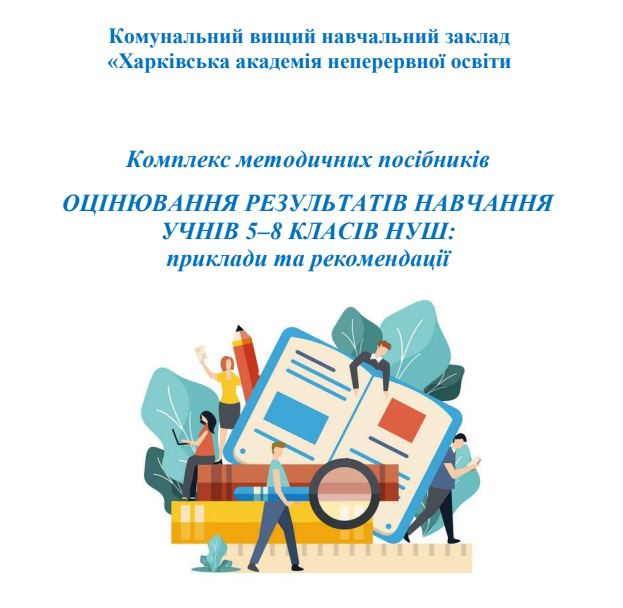 Комунальний вищий навчальний заклад
«Харківська академія неперервної освіти
Комплекс методичних посібників
ОЦІНЮВАННЯ РЕЗУЛЬТАТІВ НАВЧАННЯ
УЧНІВ 5–8 КЛАСІВ НУШ:
приклади та рекомендації